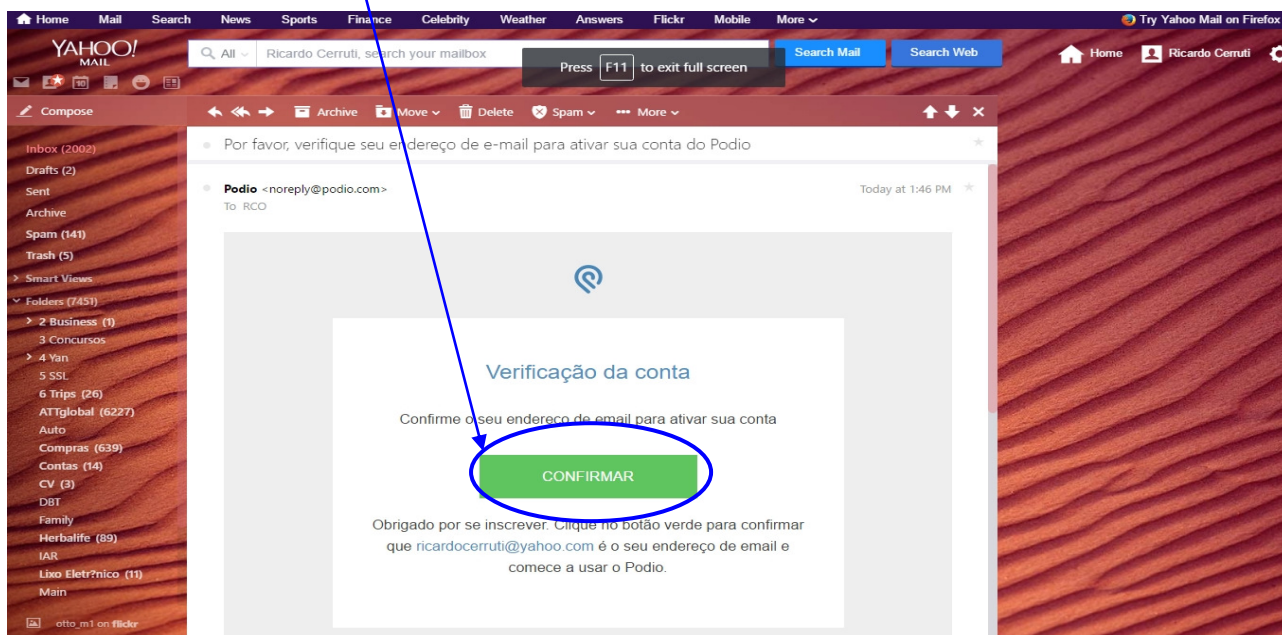 Home Mail Search News Sports Finance Celebrity Weather Answers Flickr Mobile More Try Yahoo Mail on Firefox
YAHOO!
MAIL
All Ricardo Cerruti, search your mailbox Search Mail Search Web Home Ricardo Cerruti
Press F11 to exit full screen
10
Compose Archive Move Delete Spam More
Por favor, verifique seu endereço de e-mail para ativar sua conta do Podio
Podio <noreply@podio.com> Today at 1:46 PM
To RCO
Inbox (2002)
Drafts (2)
Sent
Archive
Spam (141)
Trash (5)
Smart Views
Folders (7451)
2 Business (1)
3 Concursos
4 Yan
5 SSL
6 Trips (26)
ATTglobal (6227)
Auto
Compras (639)
Contas (14)
CV (3)
DBT
Family
Herbalife (89)
IAR
Lixo Eletr?nico (11)
Main
otto_m1 on flickr
Verificação da conta
Confirme o seu endereço de email para ativar sua conta
CONFIRMAR
Obrigado por se inscrever. Clique no botão verde para confirmar
que ricardocerruti@yahoo.com é o seu endereço de email e
comece a usar o Podio.